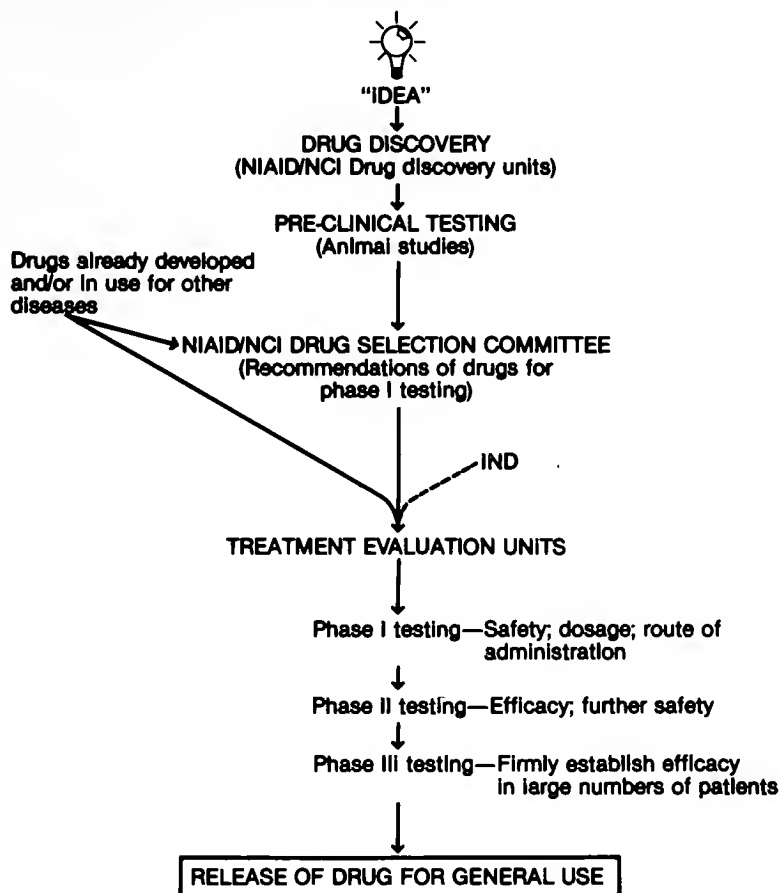 "IDEA"
DRUG DISCOVERY
(NIAID/NCI Drug discovery units)
PRE-CLINICAL TESTING
(Animal studies)
Drugs already developed
and/or in use for other
diseases
NIAID/NCI DRUG SELECTION COMMITTEE
(Recommendations of drugs for
phase I testing)
IND
TREATMENT EVALUATION UNITS
Phase I testing—Safety; dosage; route of
administration
Phase II testing—Efficacy; further safety
Phase III testing—Firmly establish efficacy
in large numbers of patients
RELEASE OF DRUG FOR GENERAL USE